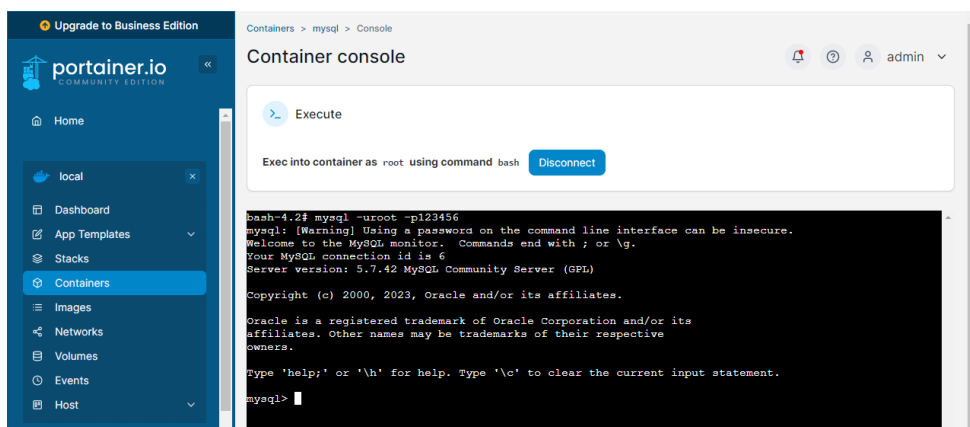 Upgrade to Business Edition
portainer.io
COMMUNITY EDITION
Home
local
Dashboard
App Templates
Stacks
Containers
Images
Networks
Volumes
Events
Host
Containers > mysql > Console
Container console
admin
Execute
Exec into container as root using command bash Disconnect
bash-4.2# mysql -uroot -p123456
mysql: [Warning] Using a password on the command line interface can be insecure.
Welcome to the MySQL monitor.  Commands end with ; or \g.
Your MySQL connection id is 6
Server version: 5.7.42 MySQL Community Server (GPL)
Copyright (c) 2000, 2023, Oracle and/or its affiliates.
Oracle is a registered trademark of Oracle Corporation and/or its
affiliates. Other names may be trademarks of their respective
owners.
Type 'help;' or '\h' for help. Type '\c' to clear the current input statement.
mysql>